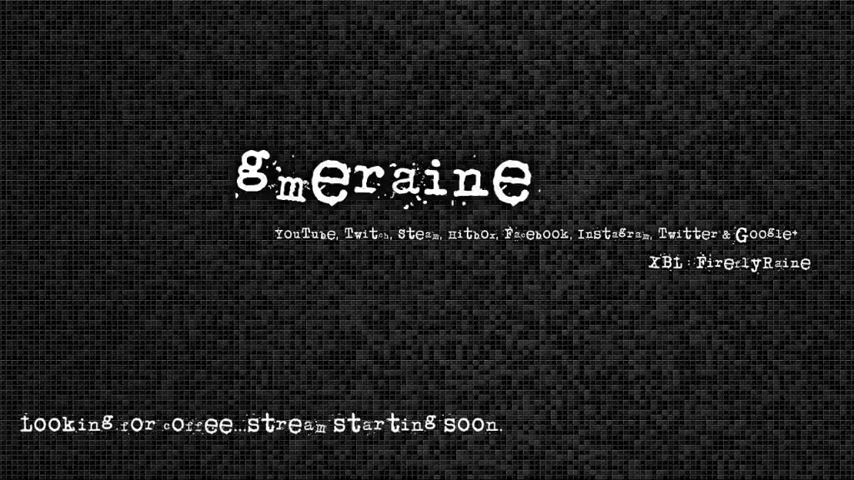 gmeraine
YouTube, Twitch, Steam, Hitbox, Facebook, Instagram, Twitter & Google+
XBL: FireflyRaine
Looking for coffee...stream starting soon.